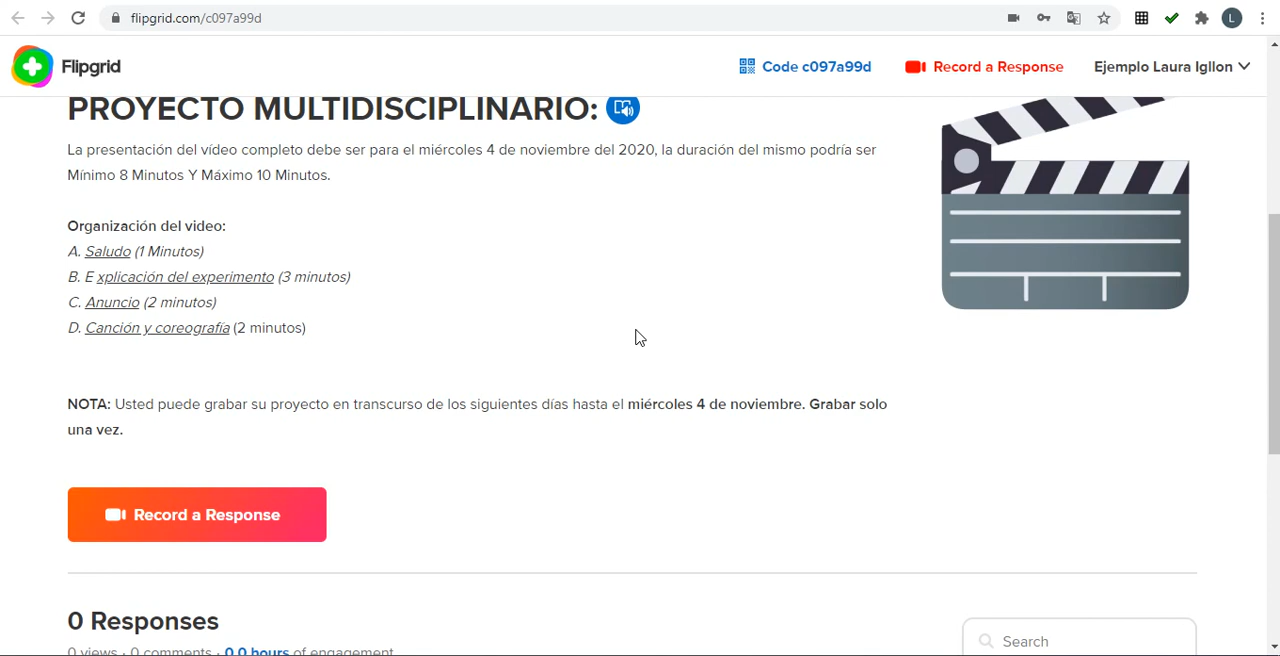 flipgrid.com/c097a99d
L
Flipgrid
Code c097a99d
Record a Response
Ejemplo Laura Igllon
PROYECTO MULTIDISCIPLINARIO:
La presentación del vídeo completo debe ser para el miércoles 4 de noviembre del 2020, la duración del mismo podría ser
Mínimo 8 Minutos Y Máximo 10 Minutos.
Organización del video:
A. Saludo (1 Minutos)
B. E xplicación del experimento (3 minutos)
C. Anuncio (2 minutos)
D. Canción y coreografía (2 minutos)
NOTA: Usted puede grabar su proyecto en transcurso de los siguientes días hasta el miércoles 4 de noviembre. Grabar solo
una vez.
Record a Response
0 Responses
Search
0 views · 0 comments · 0.0 hours of engagement